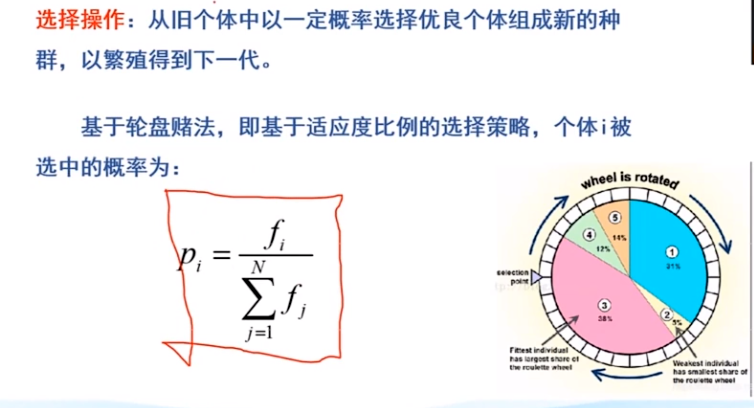 选择操作：从旧个体中以一定概率选择优良个体组成新的种
群，以繁殖得到下一代。
基于轮盘赌法，即基于适应度比例的选择策略，个体i被
选中的概率为：
p_i = f_i / \sum_{j=1}^{N} f_j
wheel is rotated
⑤
14%
④
12%
①
31%
selection
point
③
38%
②
5%
Fittest individual
has largest share of
the roulette wheel
Weakest individual
has smallest share of
the roulette wheel